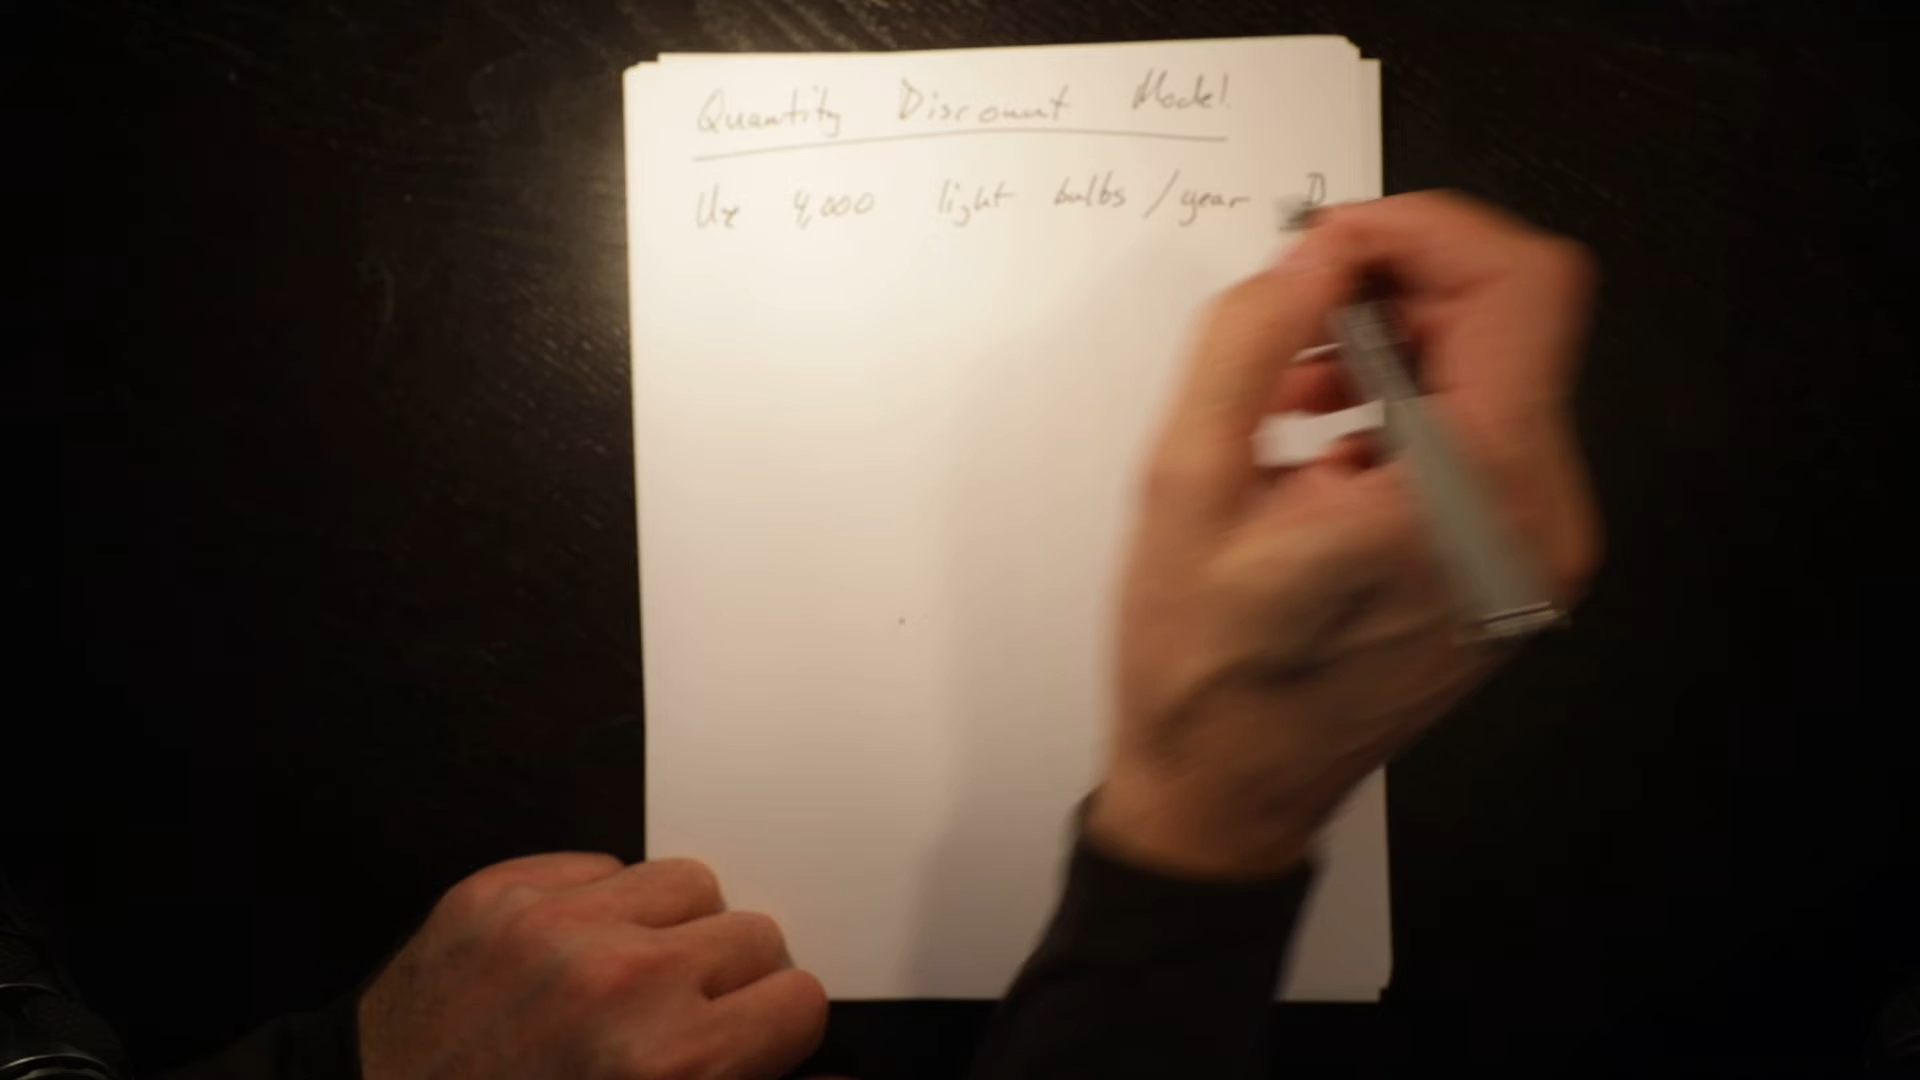 Quantity Discount Model
Use 4,000 light bulbs / year D